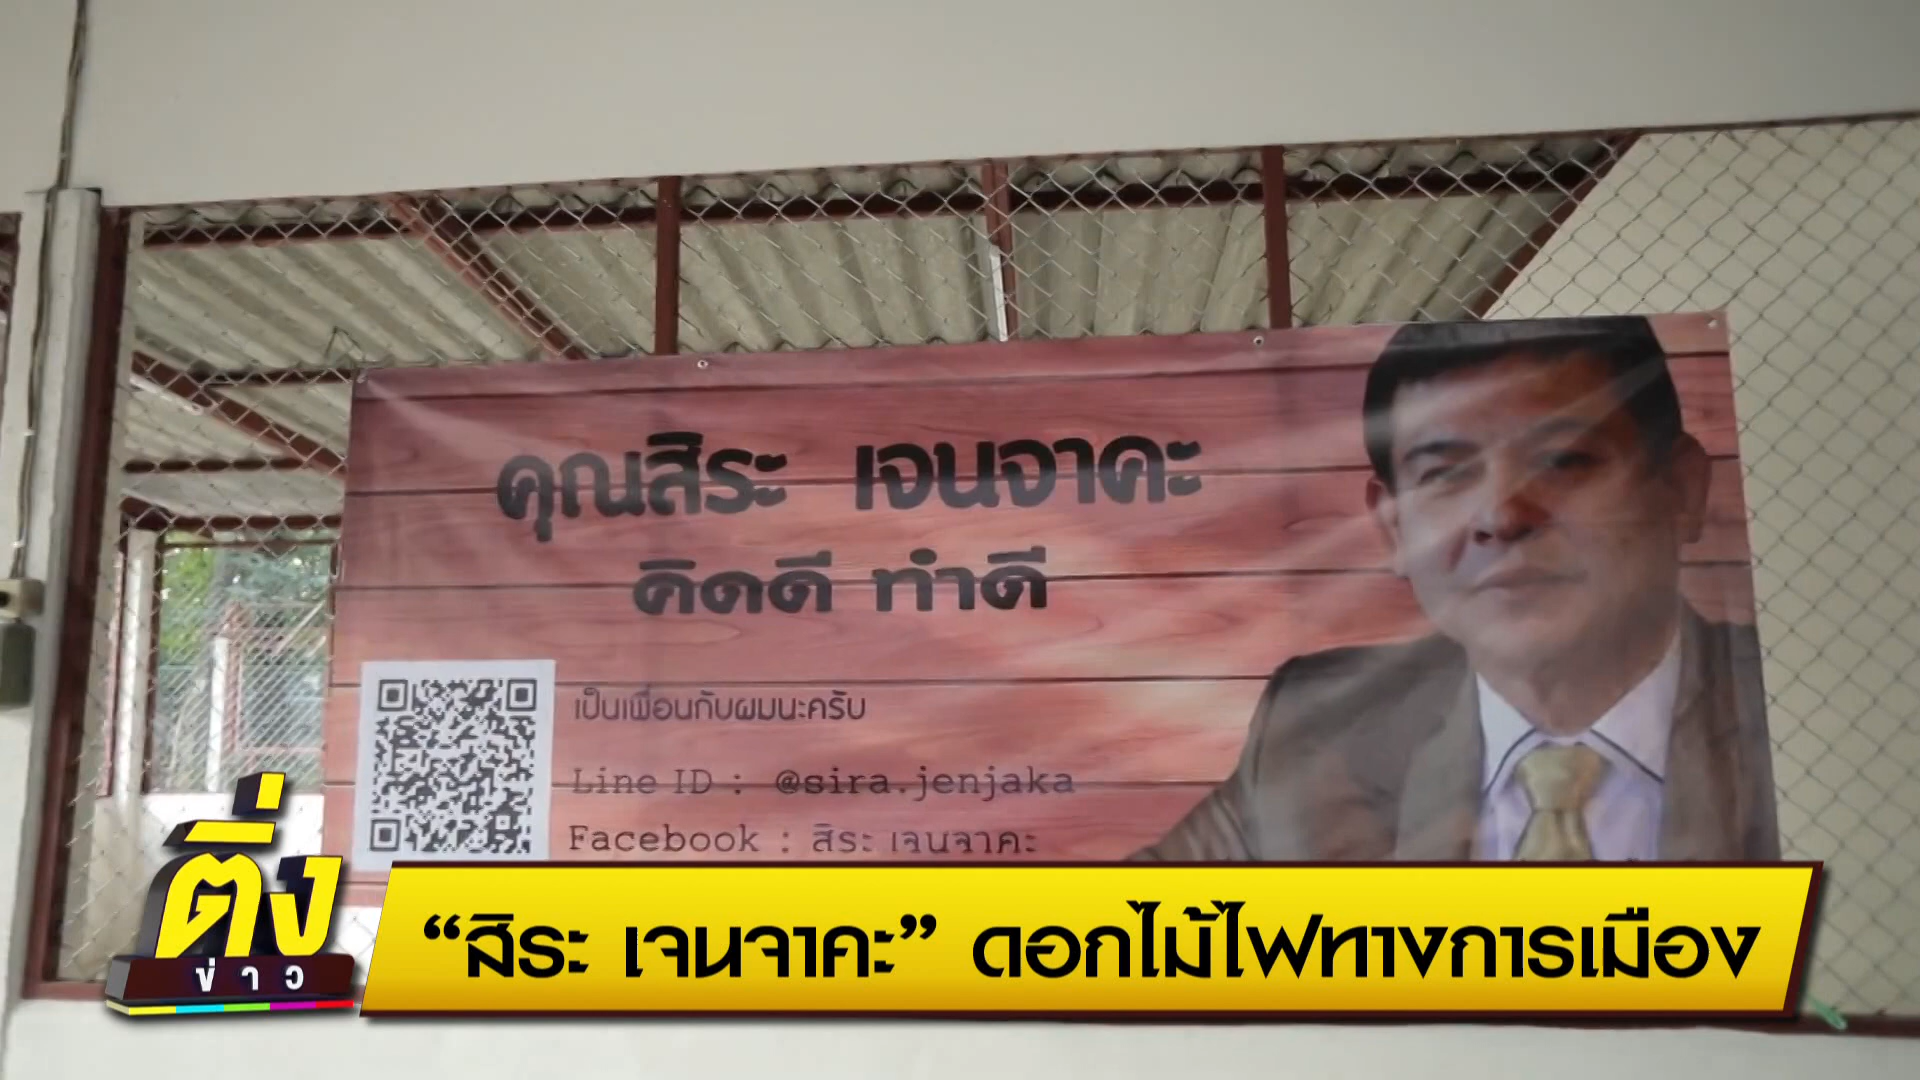 คุณสิระ เจนจาคะ
คิดดี ทำดี
เป็นเพื่อนกับผมนะครับ
Line ID : @sira.jenjaka
Facebook : สิระ เจนจาคะ
ติ่ง
ข่าว
“สิระ เจนจาคะ” ดอกไม้ไฟทางการเมือง